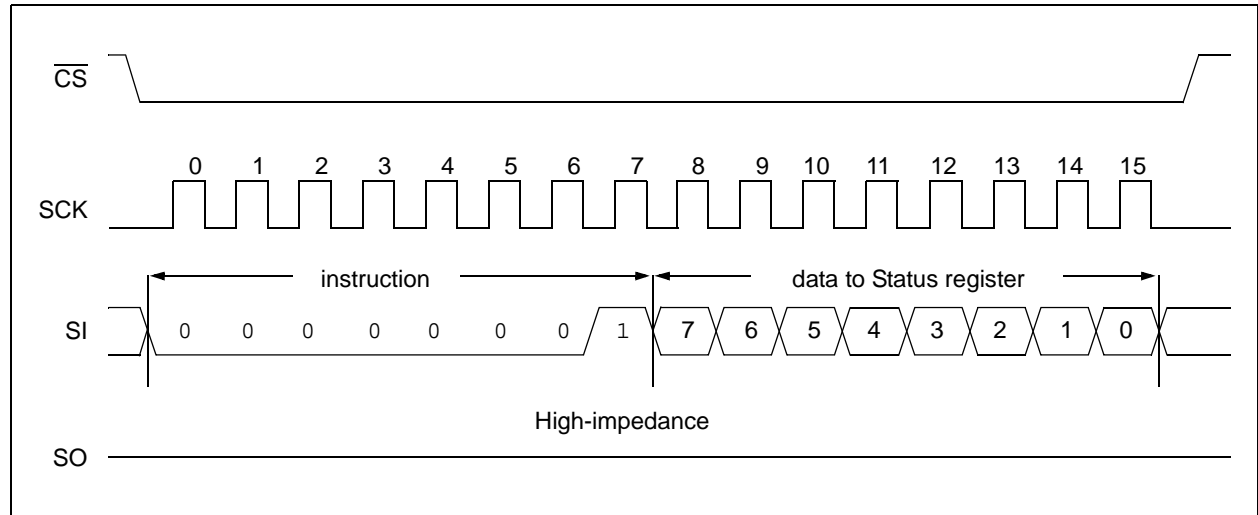 CS
0 1 2 3 4 5 6 7 8 9 10 11 12 13 14 15
SCK
instruction data to Status register
SI 0 0 0 0 0 0 0 1 7 6 5 4 3 2 1 0
High-impedance
SO